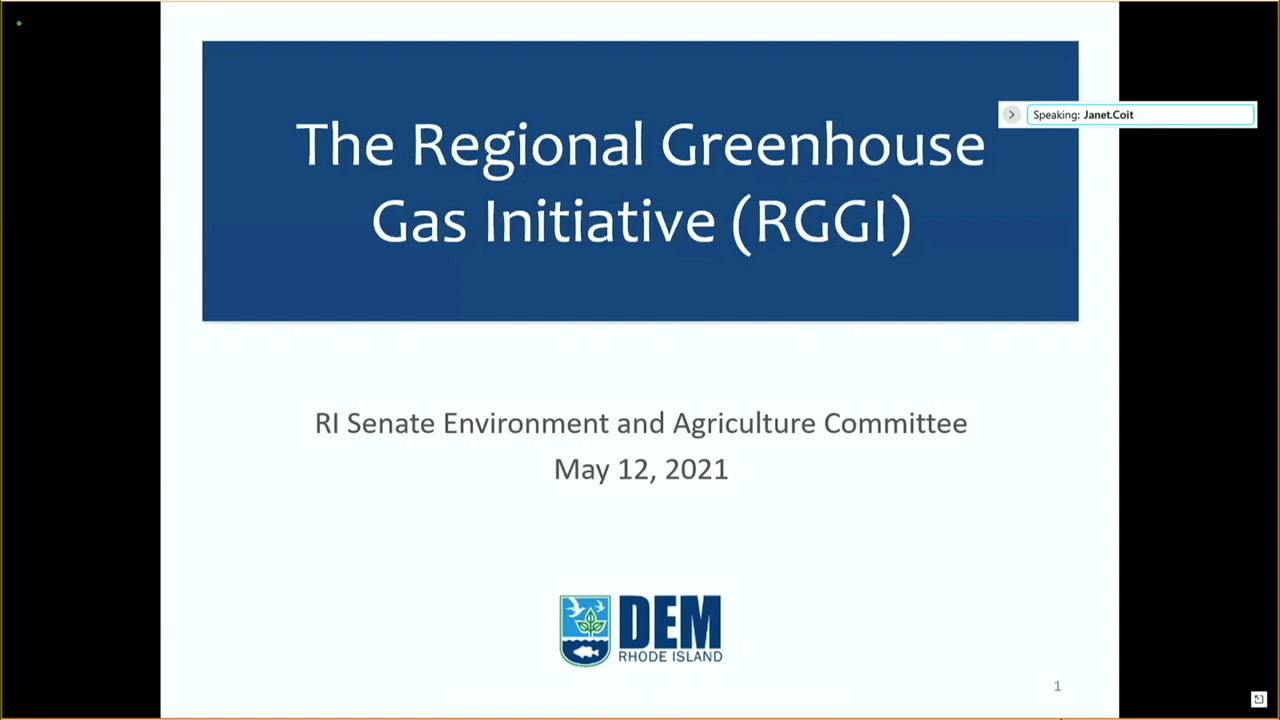 The Regional Greenhouse
Gas Initiative (RGGI)
Speaking: Janet.Coit
RI Senate Environment and Agriculture Committee
May 12, 2021
DEM
RHODE ISLAND
1